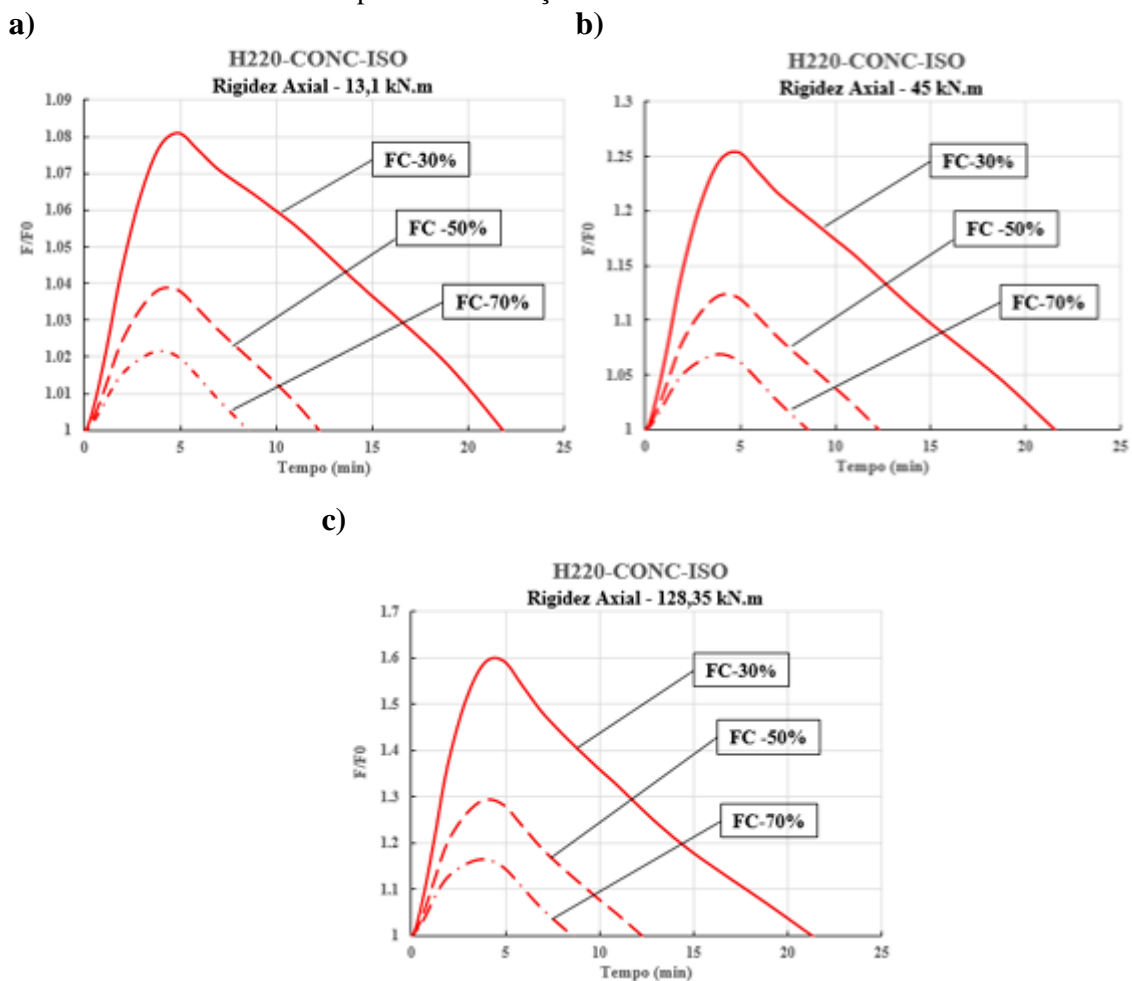 a)
H220-CONC-ISO
Rigidez Axial - 13,1 kN.m
1.09
1.08
1.07
1.06
1.05
1.04
1.03
1.02
1.01
1
F/F0
FC-30%
FC -50%
FC-70%
0 5 10 15 20 25
Tempo (min)
b)
H220-CONC-ISO
Rigidez Axial - 45 kN.m
1.3
1.25
1.2
1.15
1.1
1.05
1
F/F0
FC-30%
FC -50%
FC-70%
0 5 10 15 20 25
Tempo (min)
c)
H220-CONC-ISO
Rigidez Axial - 128,35 kN.m
1.7
1.6
1.5
1.4
1.3
1.2
1.1
1
F/F0
FC-30%
FC -50%
FC-70%
0 5 10 15 20 25
Tempo (min)